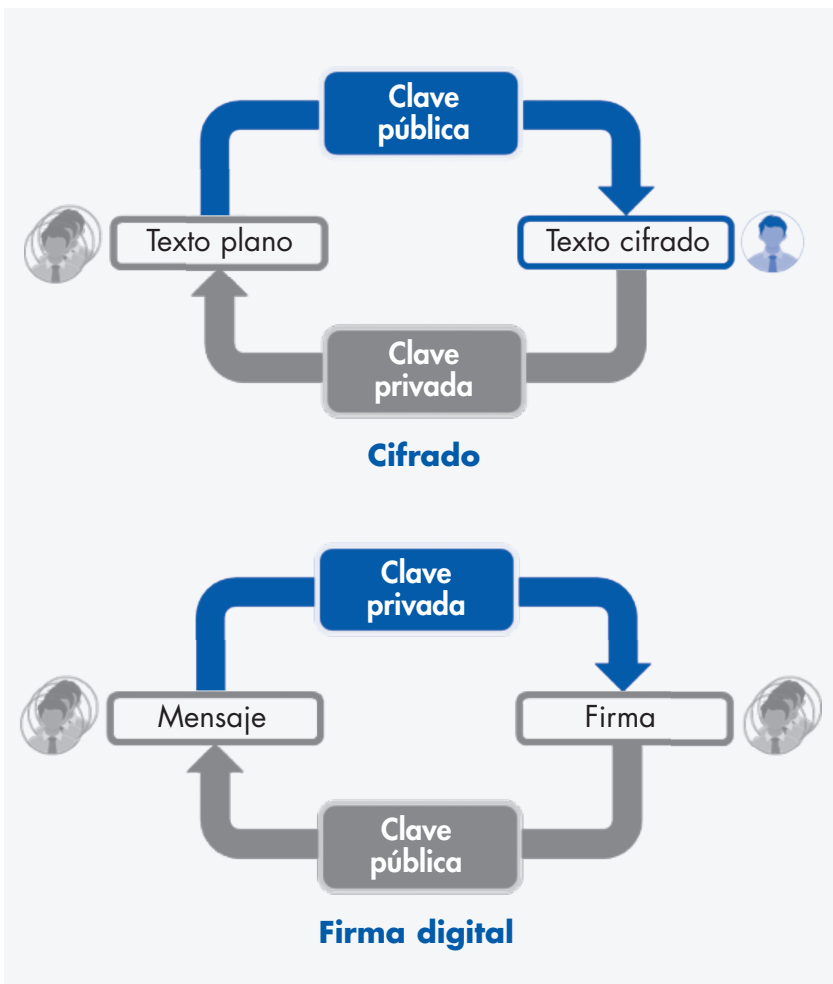 Clave
pública
Texto plano
Texto cifrado
Clave
privada
Cifrado
Clave
privada
Mensaje
Firma
Clave
pública
Firma digital